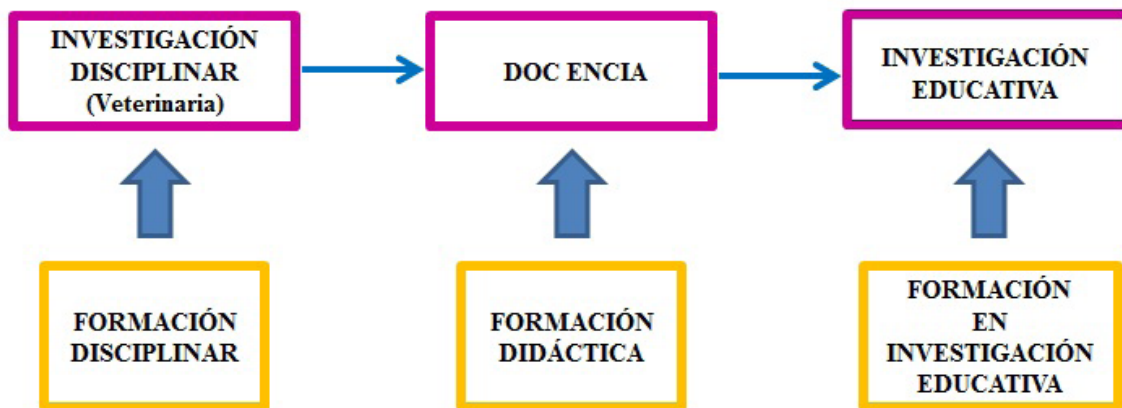 INVESTIGACIÓN
DISCIPLINAR
(Veterinaria)
DOC ENCIA
INVESTIGACIÓN
EDUCATIVA
FORMACIÓN
DISCIPLINAR
FORMACIÓN
DIDÁCTICA
FORMACIÓN
EN
INVESTIGACIÓN
EDUCATIVA